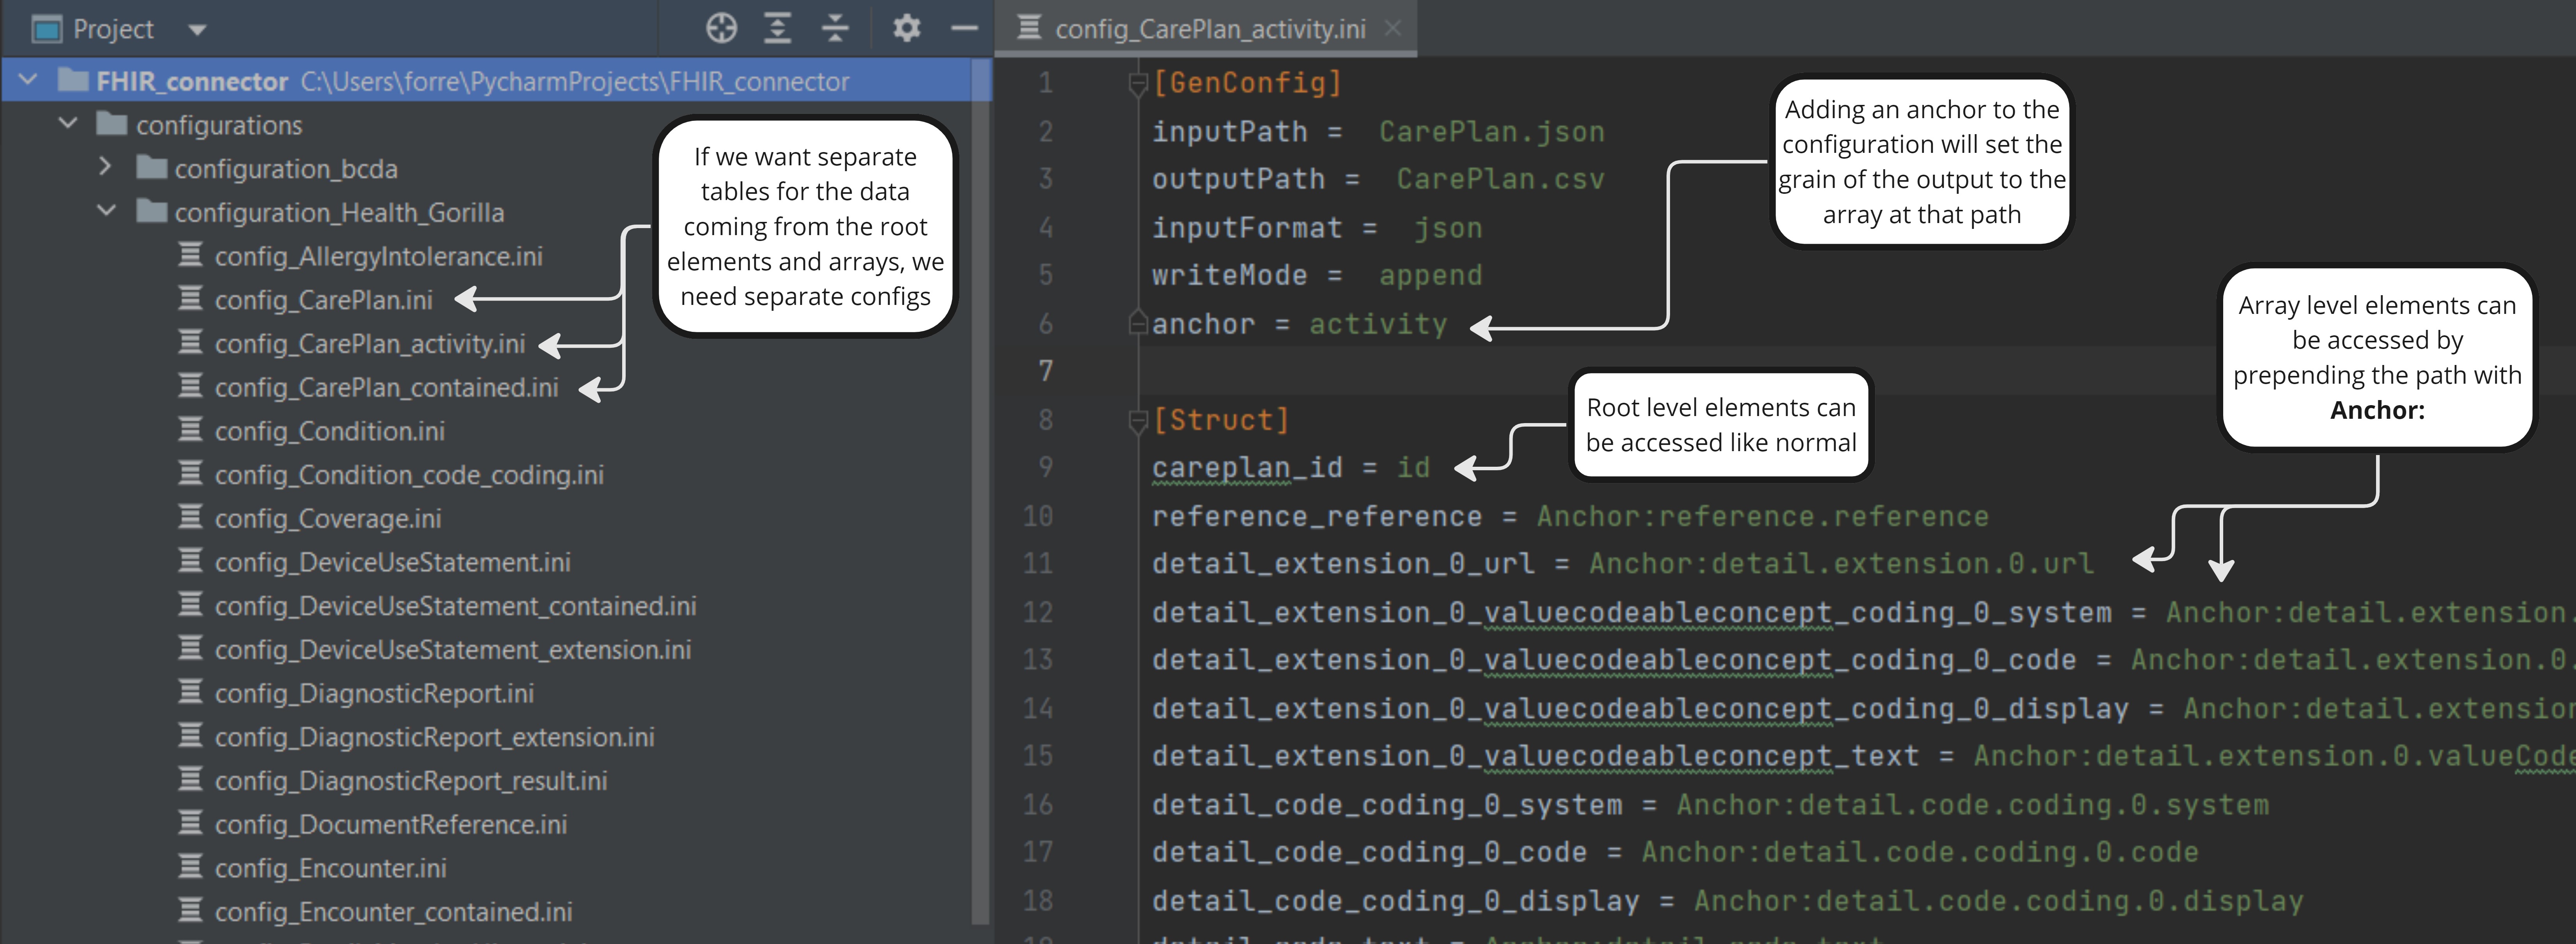 Project
FHIR_connector C:\Users\forre\PycharmProjects\FHIR_connector
configurations
configuration_bcda
configuration_Health_Gorilla
config_AllergyIntolerance.ini
config_CarePlan.ini
config_CarePlan_activity.ini
config_CarePlan_contained.ini
config_Condition.ini
config_Condition_code_coding.ini
config_Coverage.ini
config_DeviceUseStatement.ini
config_DeviceUseStatement_contained.ini
config_DeviceUseStatement_extension.ini
config_DiagnosticReport.ini
config_DiagnosticReport_extension.ini
config_DiagnosticReport_result.ini
config_DocumentReference.ini
config_Encounter.ini
config_Encounter_contained.ini
If we want separate
tables for the data
coming from the root
elements and arrays, we
need separate configs
config_CarePlan_activity.ini
1 [GenConfig]
2 inputPath = CarePlan.json
3 outputPath = CarePlan.csv
4 inputFormat = json
5 writeMode = append
6 anchor = activity
7
8 [Struct]
9 careplan_id = id
10 reference_reference = Anchor:reference.reference
11 detail_extension_0_url = Anchor:detail.extension.0.url
12 detail_extension_0_valuecodeableconcept_coding_0_system = Anchor:detail.extension.
13 detail_extension_0_valuecodeableconcept_coding_0_code = Anchor:detail.extension.0.
14 detail_extension_0_valuecodeableconcept_coding_0_display = Anchor:detail.extension
15 detail_extension_0_valuecodeableconcept_text = Anchor:detail.extension.0.valueCode
16 detail_code_coding_0_system = Anchor:detail.code.coding.0.system
17 detail_code_coding_0_code = Anchor:detail.code.coding.0.code
18 detail_code_coding_0_display = Anchor:detail.code.coding.0.display
Adding an anchor to the
configuration will set the
grain of the output to the
array at that path
Root level elements can
be accessed like normal
Array level elements can
be accessed by
prepending the path with
Anchor: